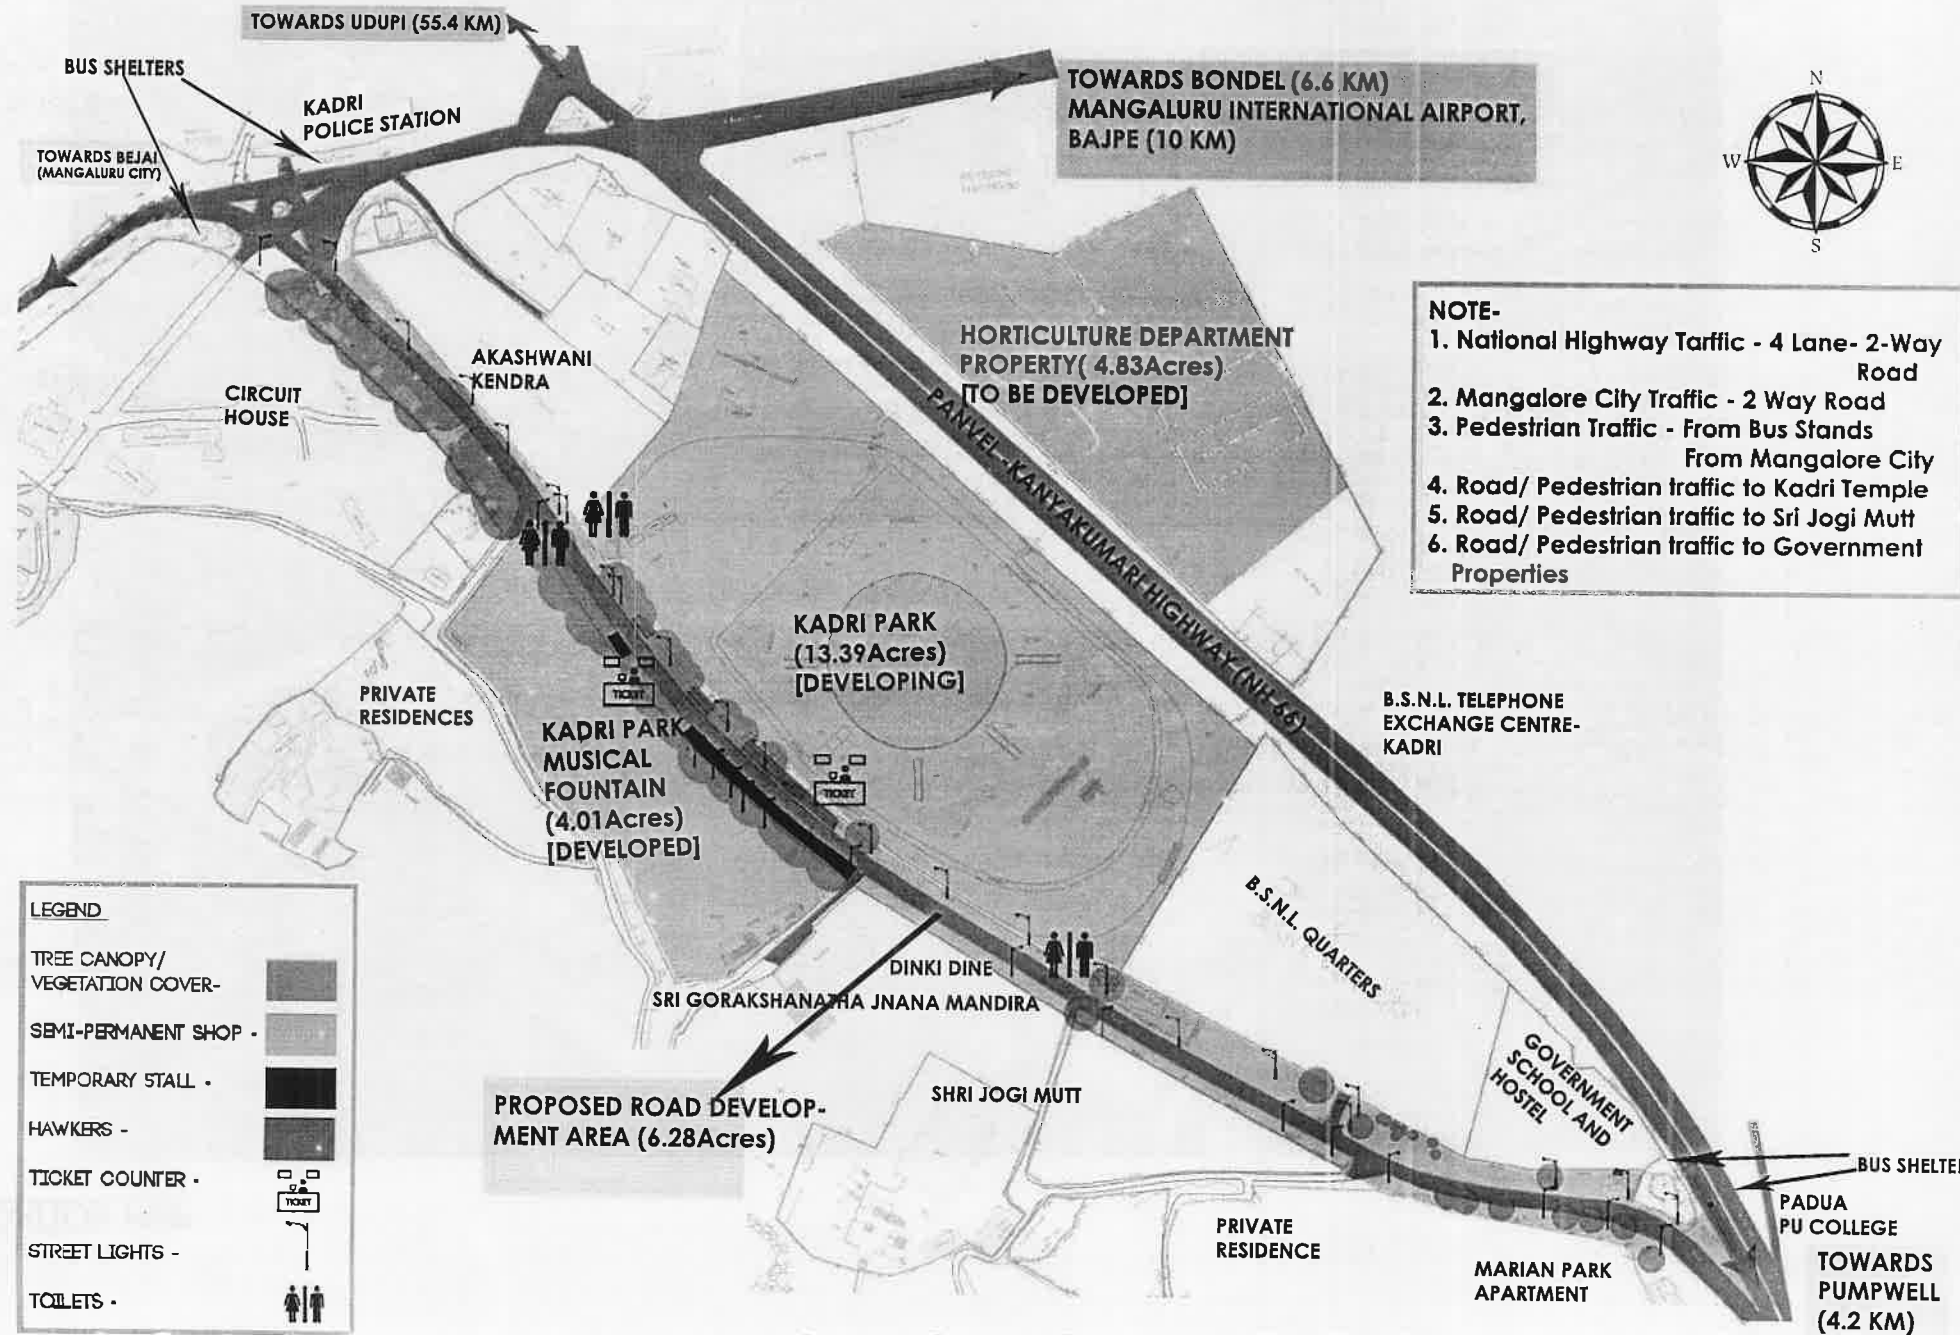 TOWARDS UDUPI (55.4 KM)
BUS SHELTERS
KADRI
POLICE STATION
TOWARDS BEJAI
(MANGALURU CITY)
TOWARDS BONDEL (6.6 KM)
MANGALURU INTERNATIONAL AIRPORT,
BAJPE (10 KM)
N
W
E
S
NOTE-
1. National Highway Tarffic - 4 Lane- 2-Way
Road
2. Mangalore City Traffic - 2 Way Road
3. Pedestrian Traffic - From Bus Stands
From Mangalore City
4. Road/ Pedestrian traffic to Kadri Temple
5. Road/ Pedestrian traffic to Sri Jogi Mutt
6. Road/ Pedestrian traffic to Government
Properties
HORTICULTURE DEPARTMENT
PROPERTY( 4.83Acres)
[TO BE DEVELOPED]
AKASHWANI
KENDRA
CIRCUIT
HOUSE
PANVEL -KANYAKUMARI-HIGHWAY (NH-66)
KADRI PARK
(13.39Acres)
[DEVELOPING]
PRIVATE
RESIDENCES
TICKET
KADRI PARK
MUSICAL
FOUNTAIN
(4.01Acres)
[DEVELOPED]
TICKET
B.S.N.L. TELEPHONE
EXCHANGE CENTRE-
KADRI
B.S.N.L. QUARTERS
DINKI DINE
SRI GORAKSHANATHA JNANA MANDIRA
GOVERNMENT
SCHOOL AND
HOSTEL
SHRI JOGI MUTT
PROPOSED ROAD DEVELOP-
MENT AREA (6.28Acres)
BUS SHELTE
PADUA
PU COLLEGE
PRIVATE
RESIDENCE
MARIAN PARK
APARTMENT
TOWARDS
PUMPWELL
(4.2 KM)
LEGEND
TREE CANOPY/
VEGETATION COVER-
SEMI-PERMANENT SHOP -
TEMPORARY STALL -
HAWKERS -
TICKET COUNTER -
TICKET
STREET LIGHTS -
TOILETS -